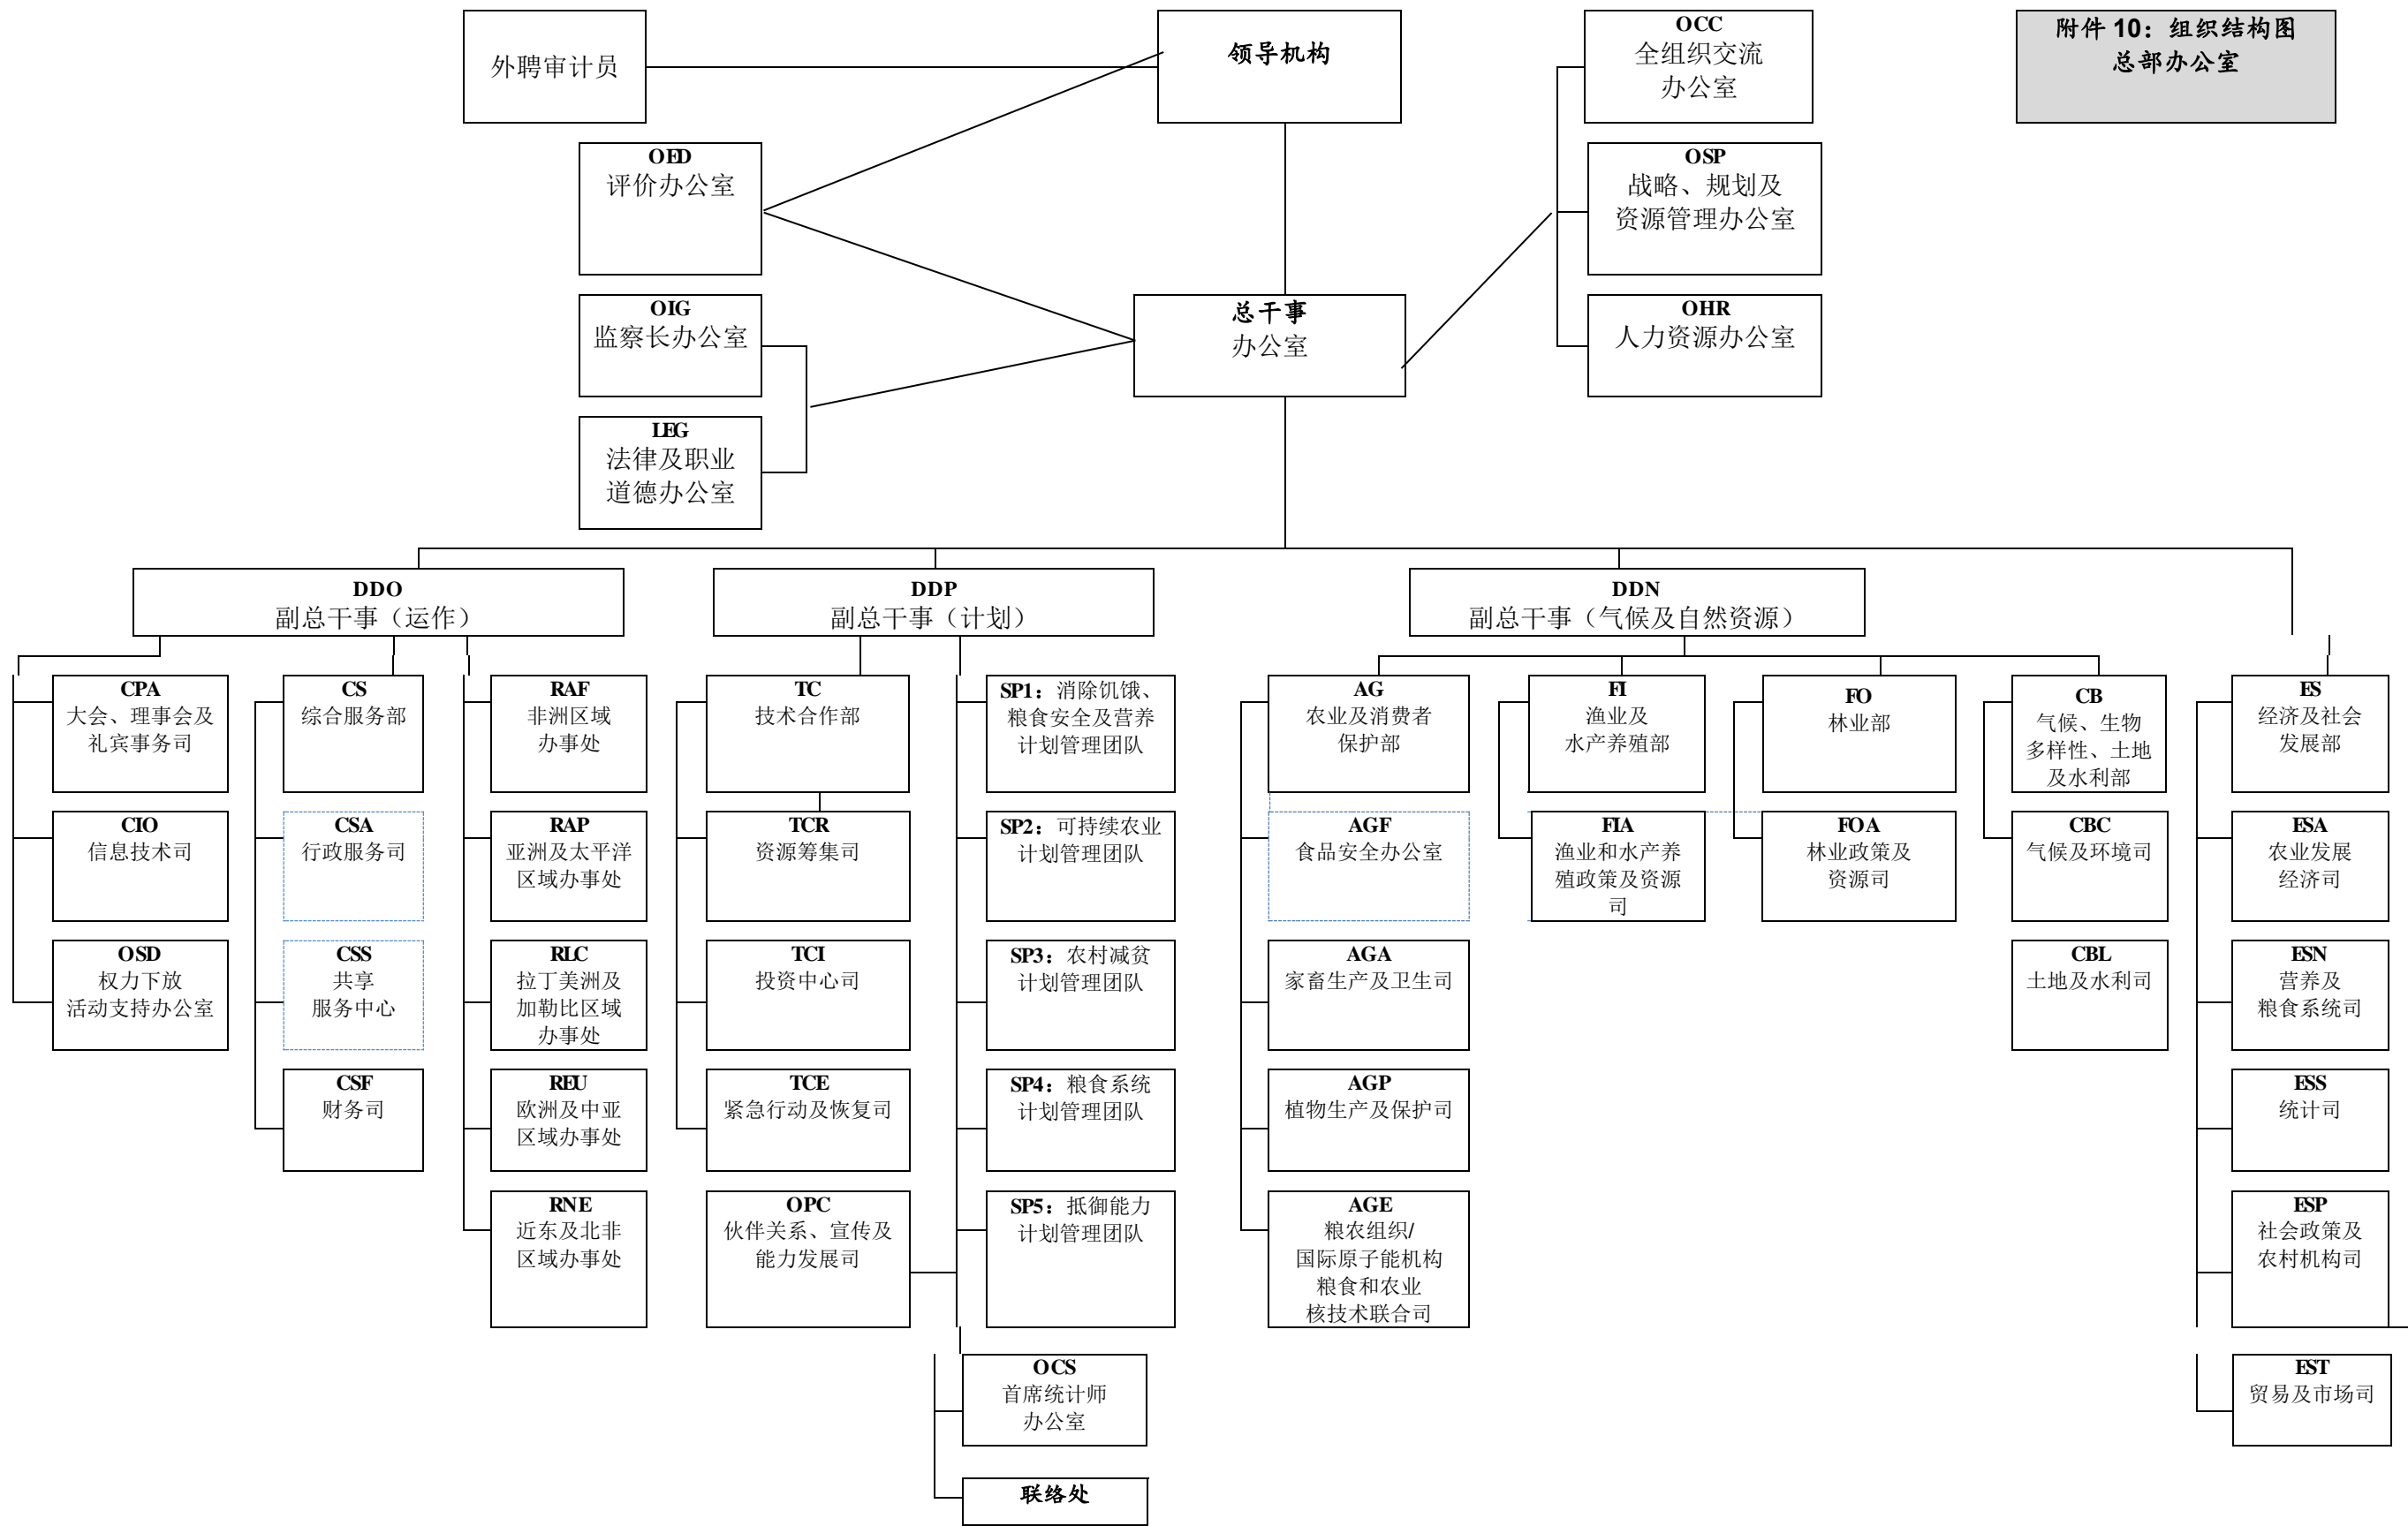 外聘审计员
领导机构
OCC
全组织交流
办公室
附件 10：组织结构图
总部办公室
OED
评价办公室
OSP
战略、规划及
资源管理办公室
OIG
监察长办公室
总干事
办公室
OHR
人力资源办公室
LEG
法律及职业
道德办公室
DDO
副总干事（运作）
DDP
副总干事（计划）
DDN
副总干事（气候及自然资源）
CPA
大会、理事会及
礼宾事务司
CIO
信息技术司
OSD
权力下放
活动支持办公室
CS
综合服务部
CSA
行政服务司
CSS
共享
服务中心
CSF
财务司
RAF
非洲区域
办事处
RAP
亚洲及太平洋
区域办事处
RLC
拉丁美洲及
加勒比区域
办事处
REU
欧洲及中亚
区域办事处
RNE
近东及北非
区域办事处
TC
技术合作部
TCR
资源筹集司
TCI
投资中心司
TCE
紧急行动及恢复司
OPC
伙伴关系、宣传及
能力发展司
SP1：消除饥饿、
粮食安全及营养
计划管理团队
SP2：可持续农业
计划管理团队
SP3：农村减贫
计划管理团队
SP4：粮食系统
计划管理团队
SP5：抵御能力
计划管理团队
OCS
首席统计师
办公室
联络处
AG
农业及消费者
保护部
AGF
食品安全办公室
AGA
家畜生产及卫生司
AGP
植物生产及保护司
AGE
粮农组织/
国际原子能机构
粮食和农业
核技术联合司
FI
渔业及
水产养殖部
FIA
渔业和水产养
殖政策及资源
司
FO
林业部
FOA
林业政策及
资源司
CB
气候、生物
多样性、土地
及水利部
CBC
气候及环境司
CBL
土地及水利司
ES
经济及社会
发展部
ESA
农业发展
经济司
ESN
营养及
粮食系统司
ESS
统计司
ESP
社会政策及
农村机构司
EST
贸易及市场司